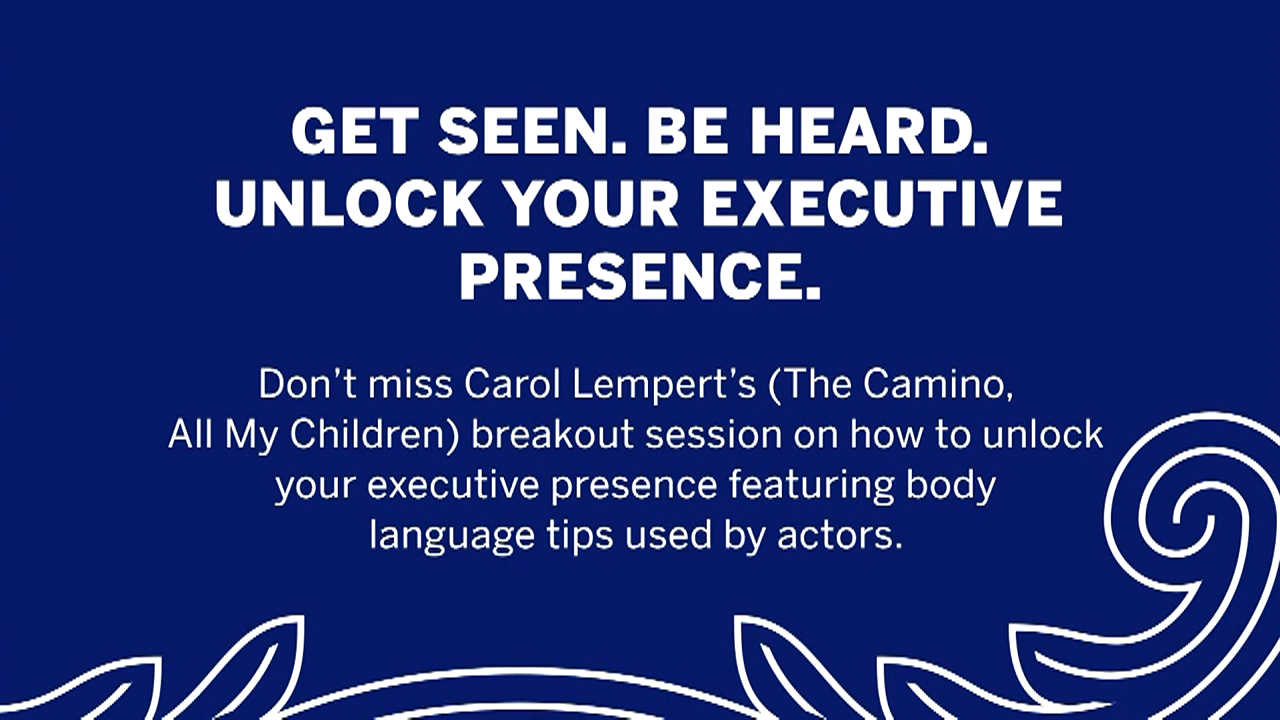 GET SEEN. BE HEARD.
UNLOCK YOUR EXECUTIVE
PRESENCE.
Don’t miss Carol Lempert’s (The Camino,
All My Children) breakout session on how to unlock
your executive presence featuring body
language tips used by actors.